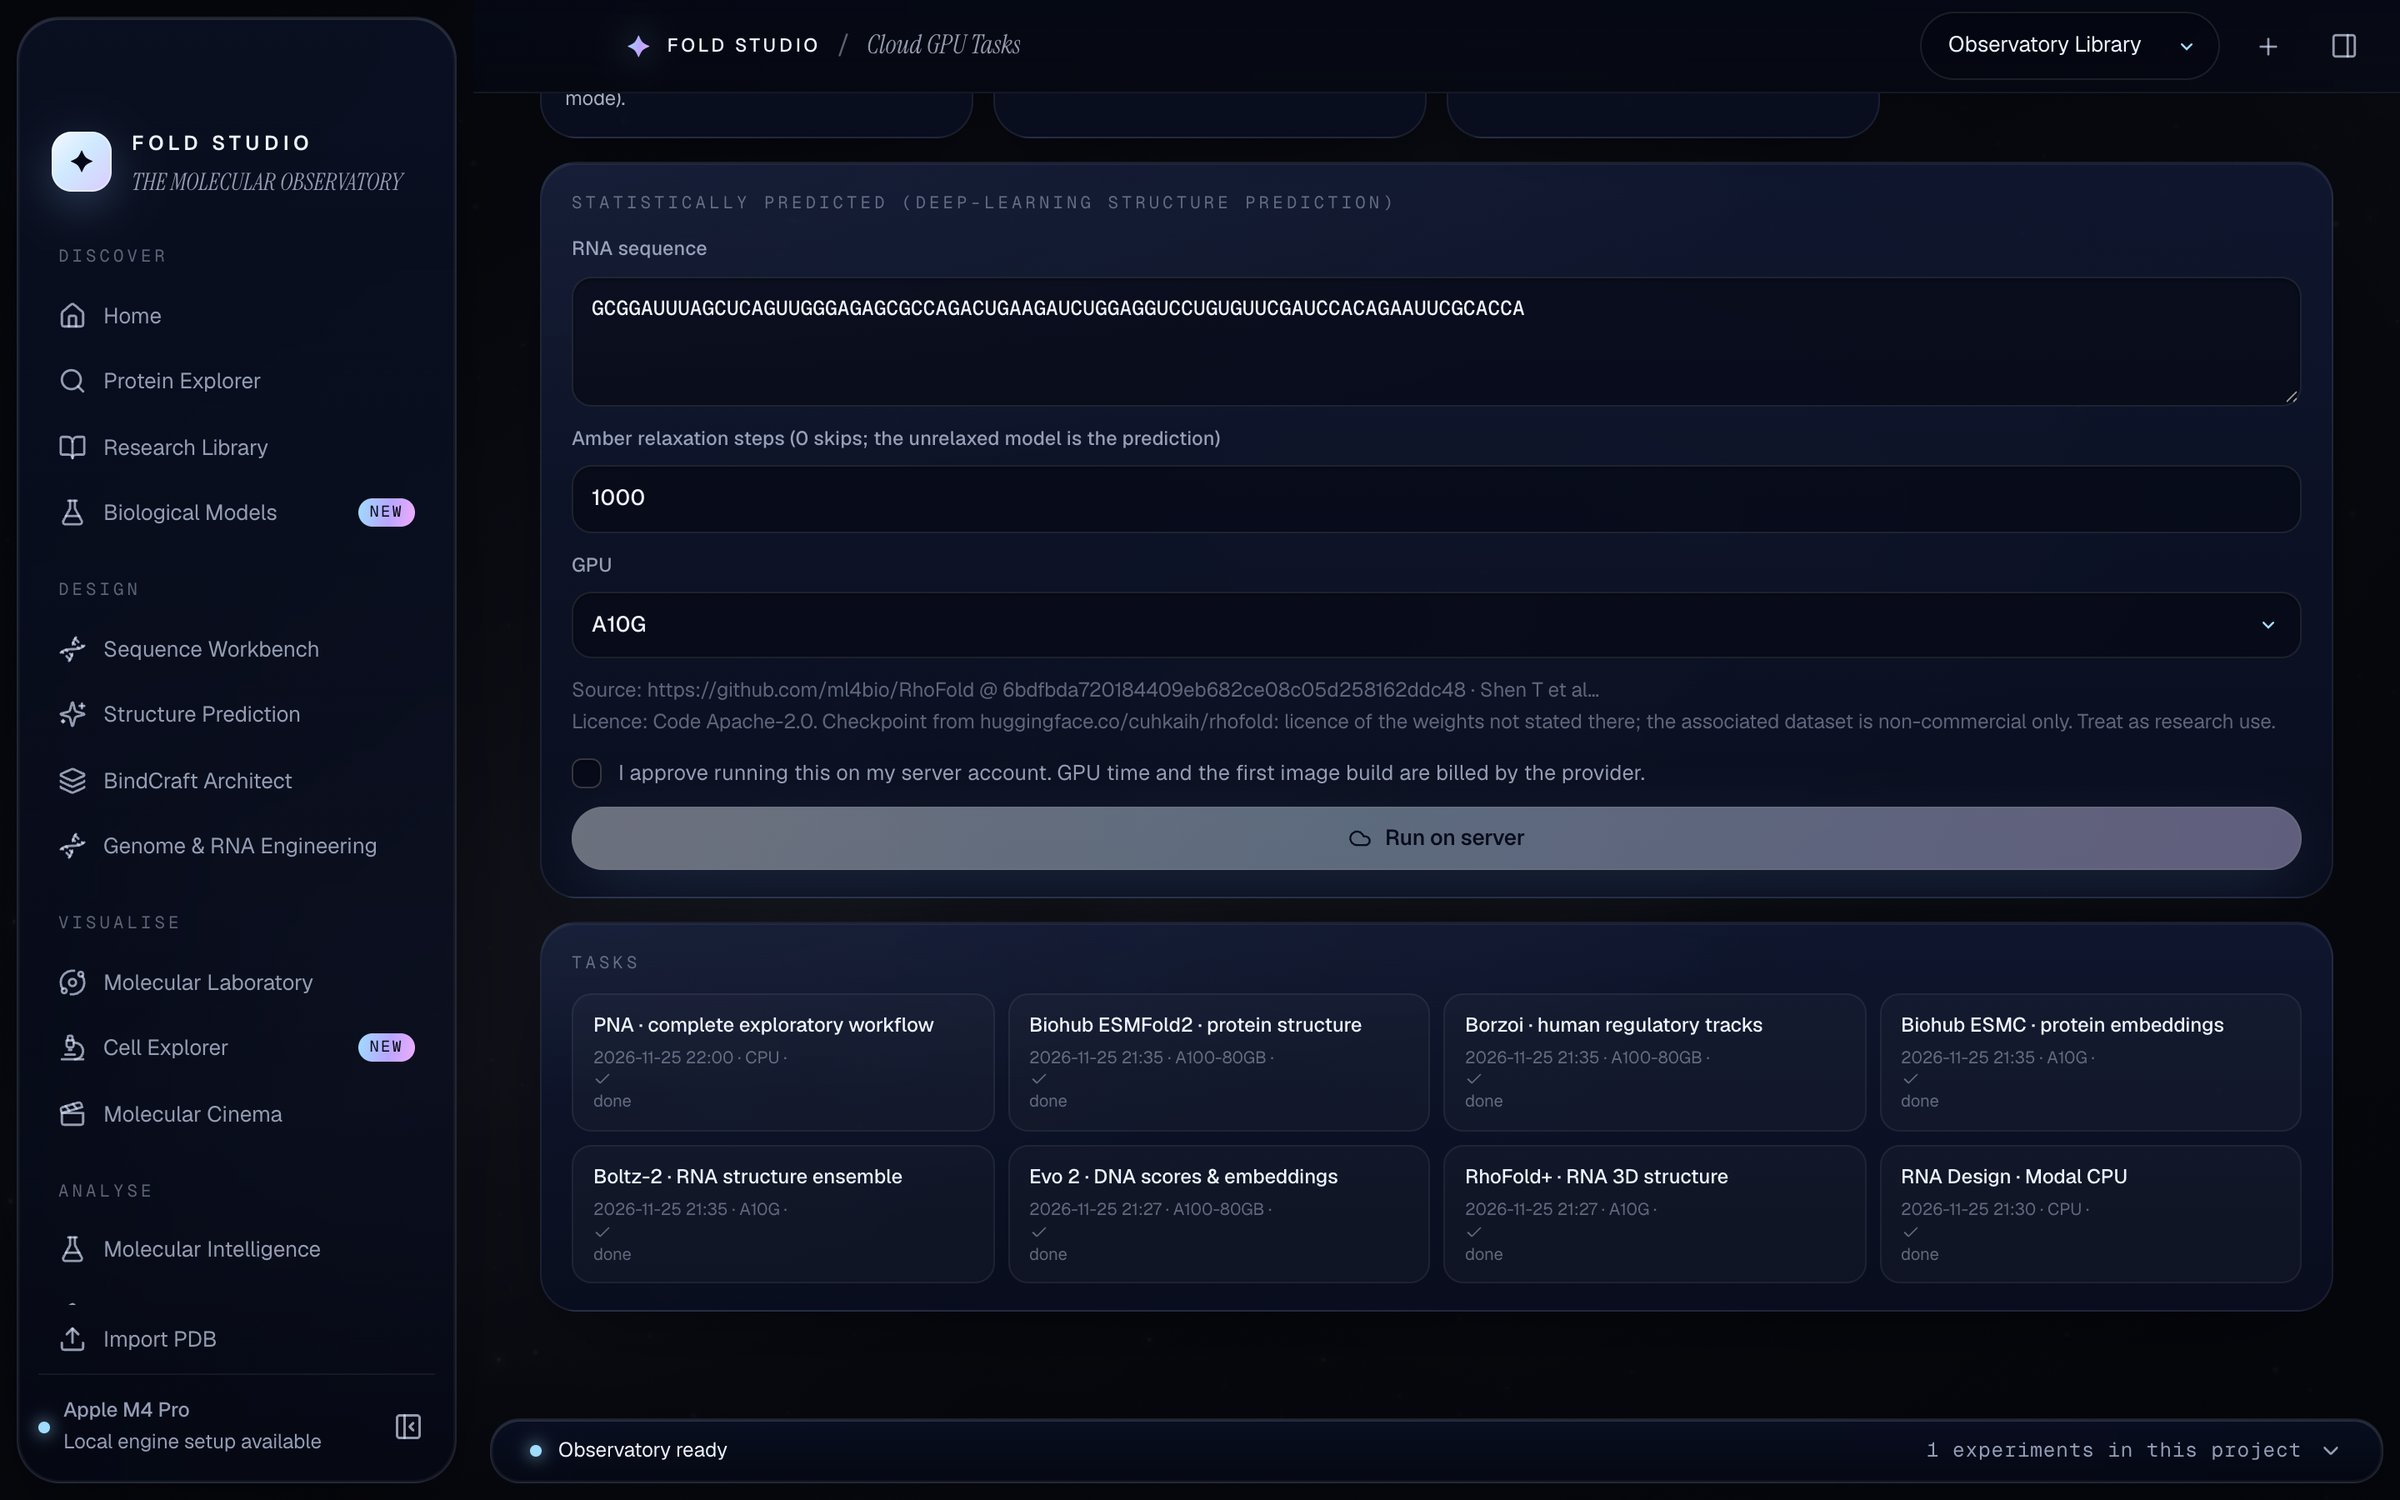 FOLD STUDIO
THE MOLECULAR OBSERVATORY
DISCOVER
Home
Protein Explorer
Research Library
Biological Models NEW
DESIGN
Sequence Workbench
Structure Prediction
BindCraft Architect
Genome & RNA Engineering
VISUALISE
Molecular Laboratory
Cell Explorer NEW
Molecular Cinema
ANALYSE
Molecular Intelligence
Import PDB
Apple M4 Pro
Local engine setup available
FOLD STUDIO / Cloud GPU Tasks
Observatory Library
mode).
STATISTICALLY PREDICTED (DEEP-LEARNING STRUCTURE PREDICTION)
RNA sequence
GCGGAUUUAGCUCAGUUGGGAGAGCGCCAGACUGAAGAUCUGGAGGUCCUGUGUUCGAUCCACAGAAUUCGCACCA
Amber relaxation steps (0 skips; the unrelaxed model is the prediction)
1000
GPU
A10G
Source: https://github.com/ml4bio/RhoFold @ 6bdfbda720184409eb682ce08c05d258162ddc48 · Shen T et al…
Licence: Code Apache-2.0. Checkpoint from huggingface.co/cuhkaih/rhofold: licence of the weights not stated there; the associated dataset is non-commercial only. Treat as research use.
I approve running this on my server account. GPU time and the first image build are billed by the provider.
Run on server
TASKS
PNA · complete exploratory workflow
2026-11-25 22:00 · CPU ·
✓
done
Biohub ESMFold2 · protein structure
2026-11-25 21:35 · A100-80GB ·
✓
done
Borzoi · human regulatory tracks
2026-11-25 21:35 · A100-80GB ·
✓
done
Biohub ESMC · protein embeddings
2026-11-25 21:35 · A10G ·
✓
done
Boltz-2 · RNA structure ensemble
2026-11-25 21:35 · A10G ·
✓
done
Evo 2 · DNA scores & embeddings
2026-11-25 21:27 · A100-80GB ·
✓
done
RhoFold+ · RNA 3D structure
2026-11-25 21:27 · A10G ·
✓
done
RNA Design · Modal CPU
2026-11-25 21:30 · CPU ·
✓
done
Observatory ready
1 experiments in this project